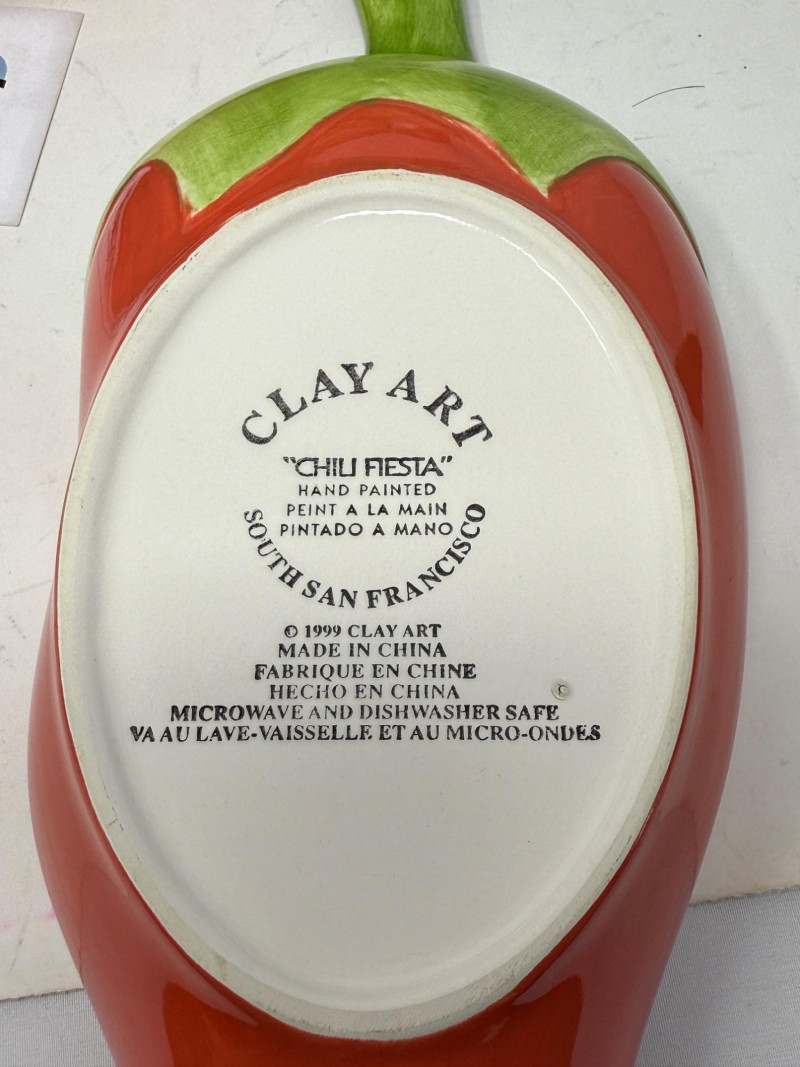 CLAY ART
"CHILI FIESTA"
HAND PAINTED
PEINT A LA MAIN
PINTADO A MANO
SOUTH SAN FRANCISCO
© 1999 CLAY ART
MADE IN CHINA
FABRIQUE EN CHINE
HECHO EN CHINA
MICROWAVE AND DISHWASHER SAFE
VA AU LAVE-VAISSELLE ET AU MICRO-ONDES